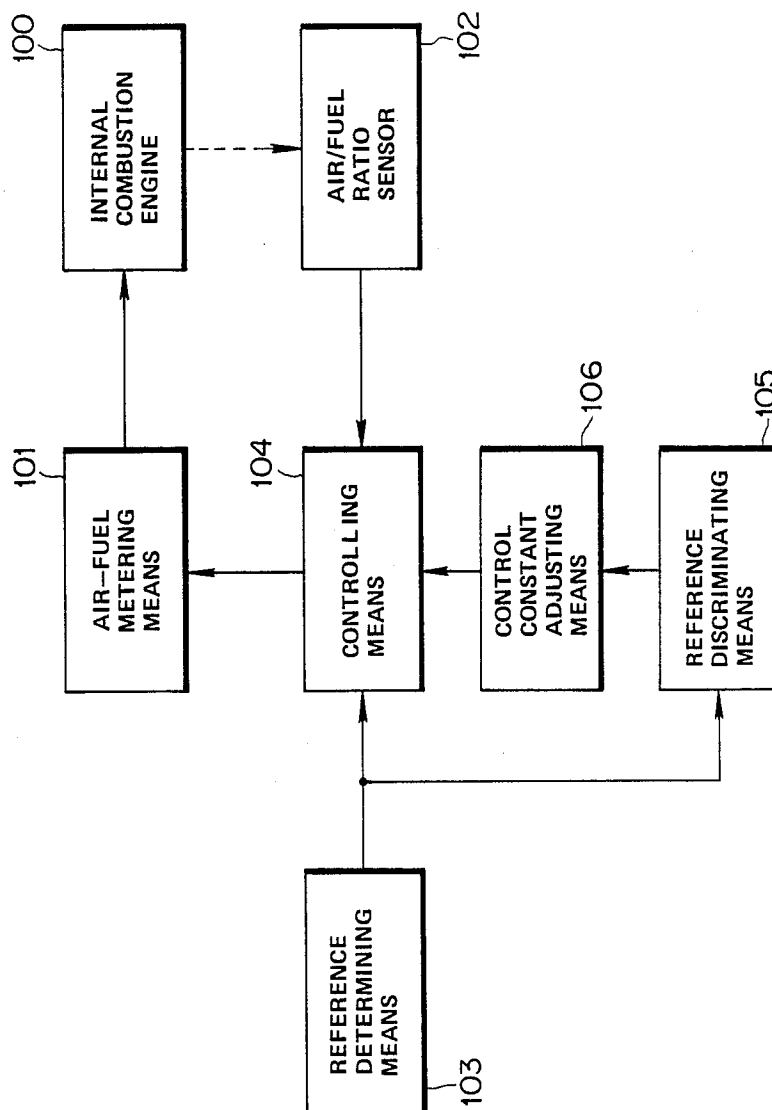 100
INTERNAL
COMBUSTION
ENGINE
102
AIR/FUEL
RATIO
SENSOR
101
AIR–FUEL
METERING
MEANS
104
CONTROLLING
MEANS
106
CONTROL
CONSTANT
ADJUSTING
MEANS
105
REFERENCE
DISCRIMINATING
MEANS
REFERENCE
DETERMINING
MEANS
103